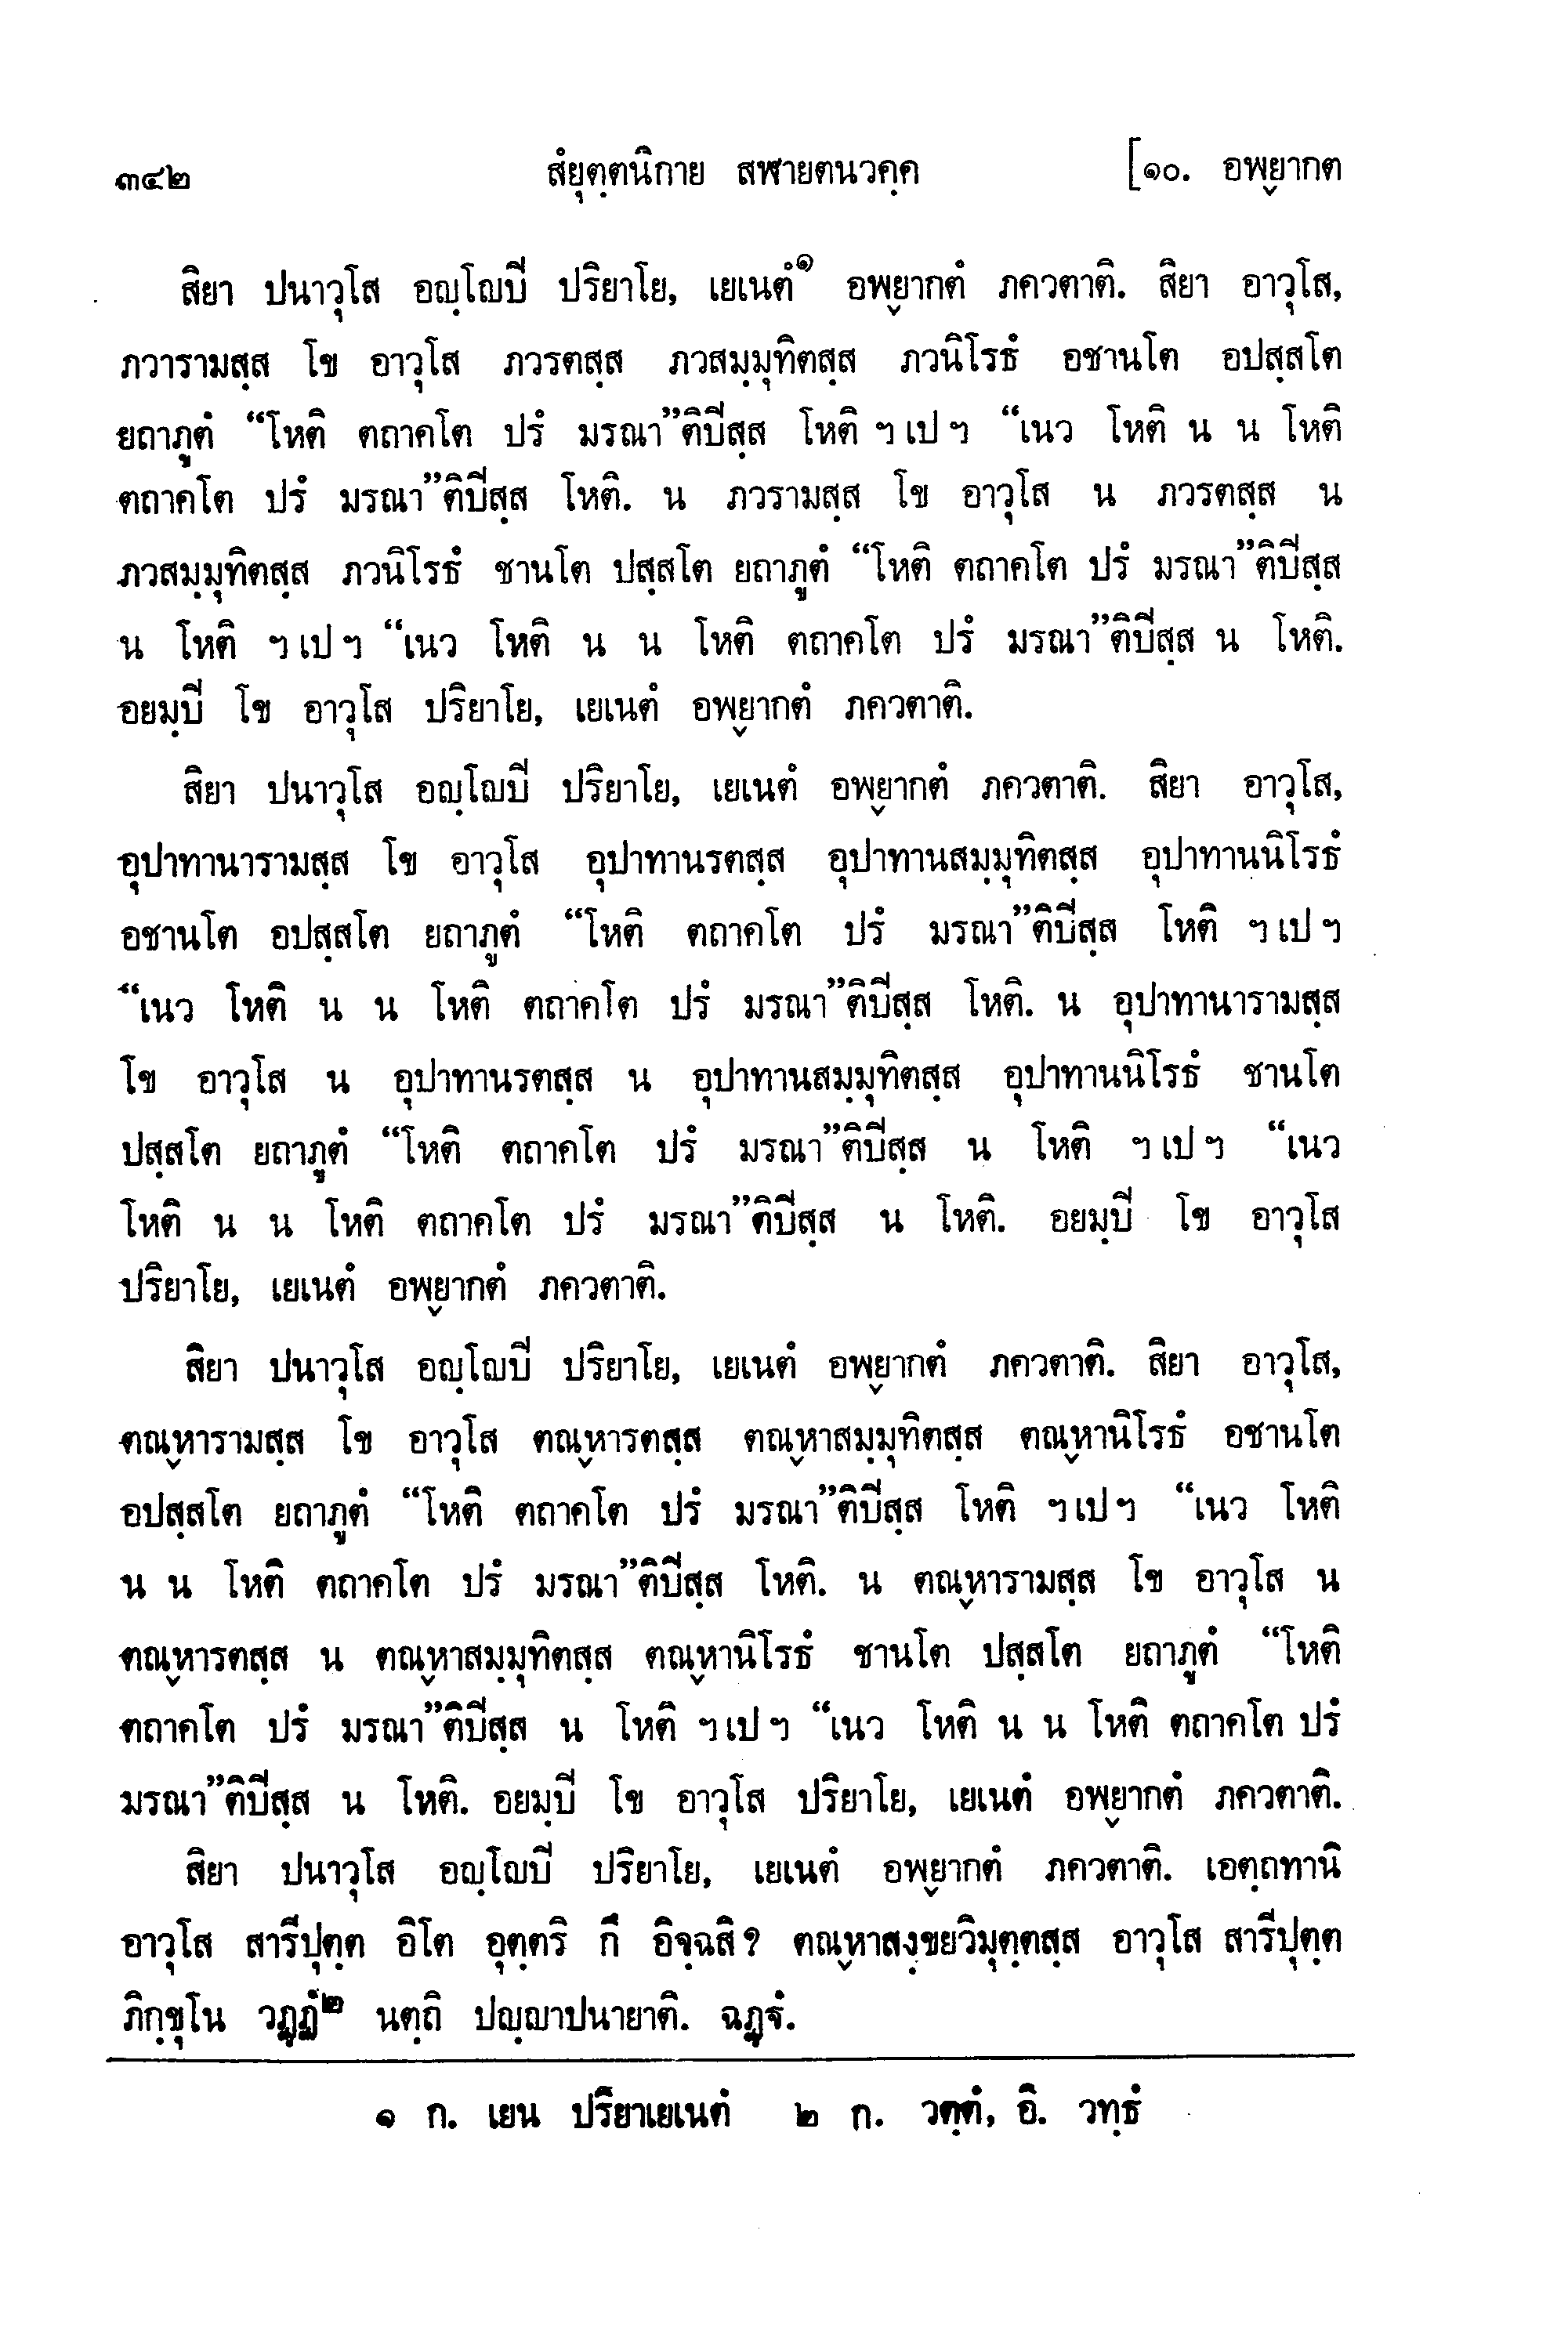 ๓๔๒ สํยุตฺตนิกาย สฬายตนวคฺค [๑๐. อพฺยากต
สิยา ปนาวุโส อญฺโญปิ ปริยาโย, เยเนตํ๑ อพฺยากตํ ภควตาติ. สิยา อาวุโส,
ภวารามสฺส โข อาวุโส ภวรตสฺส ภวสมฺมุทิตสฺส ภวนิโรธํ อชานโต อปสฺสโต
ยถาภูตํ “โหติ ตถาคโต ปรํ มรณา”ติปิสฺส โหติ ฯ เป ฯ “เนว โหติ น น โหติ
ตถาคโต ปรํ มรณา”ติปิสฺส โหติ. น ภวรามสฺส โข อาวุโส น ภวรตสฺส น
ภวสมฺมุทิตสฺส ภวนิโรธํ ชานโต ปสฺสโต ยถาภูตํ “โหติ ตถาคโต ปรํ มรณา”ติปิสฺส
น โหติ ฯ เป ฯ “เนว โหติ น น โหติ ตถาคโต ปรํ มรณา”ติปิสฺส น โหติ.
อยมฺปิ โข อาวุโส ปริยาโย, เยเนตํ อพฺยากตํ ภควตาติ.
สิยา ปนาวุโส อญฺโญปิ ปริยาโย, เยเนตํ อพฺยากตํ ภควตาติ. สิยา อาวุโส,
อุปาทานารามสฺส โข อาวุโส อุปาทานรตสฺส อุปาทานสมฺมุทิตสฺส อุปาทานนิโรธํ
อชานโต อปสฺสโต ยถาภูตํ “โหติ ตถาคโต ปรํ มรณา”ติปิสฺส โหติ ฯ เป ฯ
“เนว โหติ น น โหติ ตถาคโต ปรํ มรณา”ติปิสฺส โหติ. น อุปาทานารามสฺส
โข อาวุโส น อุปาทานรตสฺส น อุปาทานสมฺมุทิตสฺส อุปาทานนิโรธํ ชานโต
ปสฺสโต ยถาภูตํ “โหติ ตถาคโต ปรํ มรณา”ติปิสฺส น โหติ ฯ เป ฯ “เนว
โหติ น น โหติ ตถาคโต ปรํ มรณา”ติปิสฺส น โหติ. อยมฺปิ โข อาวุโส
ปริยาโย, เยเนตํ อพฺยากตํ ภควตาติ.
สิยา ปนาวุโส อญฺโญปิ ปริยาโย, เยเนตํ อพฺยากตํ ภควตาติ. สิยา อาวุโส,
ตณฺหารามสฺส โข อาวุโส ตณฺหารตสฺส ตณฺหาสมฺมุทิตสฺส ตณฺหานิโรธํ อชานโต
อปสฺสโต ยถาภูตํ “โหติ ตถาคโต ปรํ มรณา”ติปิสฺส โหติ ฯ เป ฯ “เนว โหติ
น น โหติ ตถาคโต ปรํ มรณา”ติปิสฺส โหติ. น ตณฺหารามสฺส โข อาวุโส น
ตณฺหารตสฺส น ตณฺหาสมฺมุทิตสฺส ตณฺหานิโรธํ ชานโต ปสฺสโต ยถาภูตํ “โหติ
ตถาคโต ปรํ มรณา”ติปิสฺส น โหติ ฯ เป ฯ “เนว โหติ น น โหติ ตถาคโต ปรํ
มรณา”ติปิสฺส น โหติ. อยมฺปิ โข อาวุโส ปริยาโย, เยเนตํ อพฺยากตํ ภควตาติ.
สิยา ปนาวุโส อญฺโญปิ ปริยาโย, เยเนตํ อพฺยากตํ ภควตาติ. เอตฺถทานิ
อาวุโส สารีปุตฺต อิโต อุตฺตริ กึ อิจฺฉสิ? ตณฺหาสงฺขยวิมุตฺตสฺส อาวุโส สารีปุตฺต
ภิกฺขุโน วฏฺฏํ๒ นตฺถิ ปญฺญาปนายาติ. ฉฏฺฐํ.
๑ ก. เยน ปริยาเยเนตํ ๒ ก. วตฺตํ, อิ. วทฺธํ